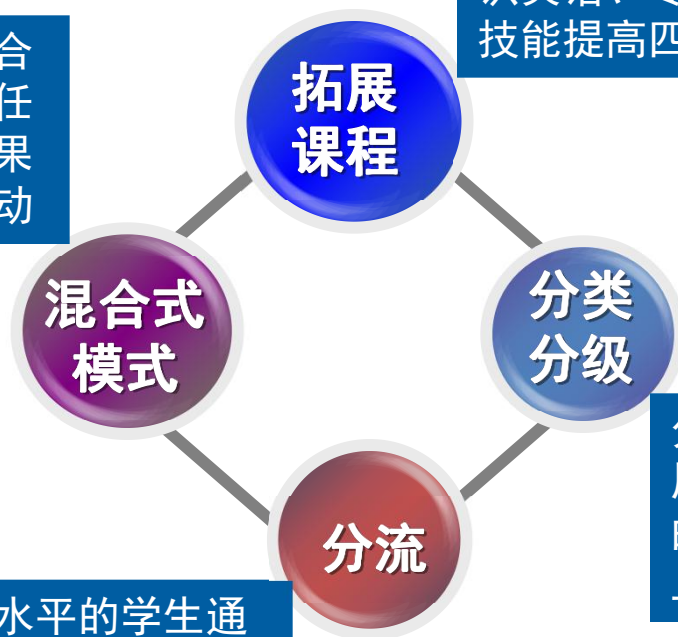 合
任
果
动
技能提高四
拓展
课程
混合式
模式
分类
分级
分流
水平的学生通